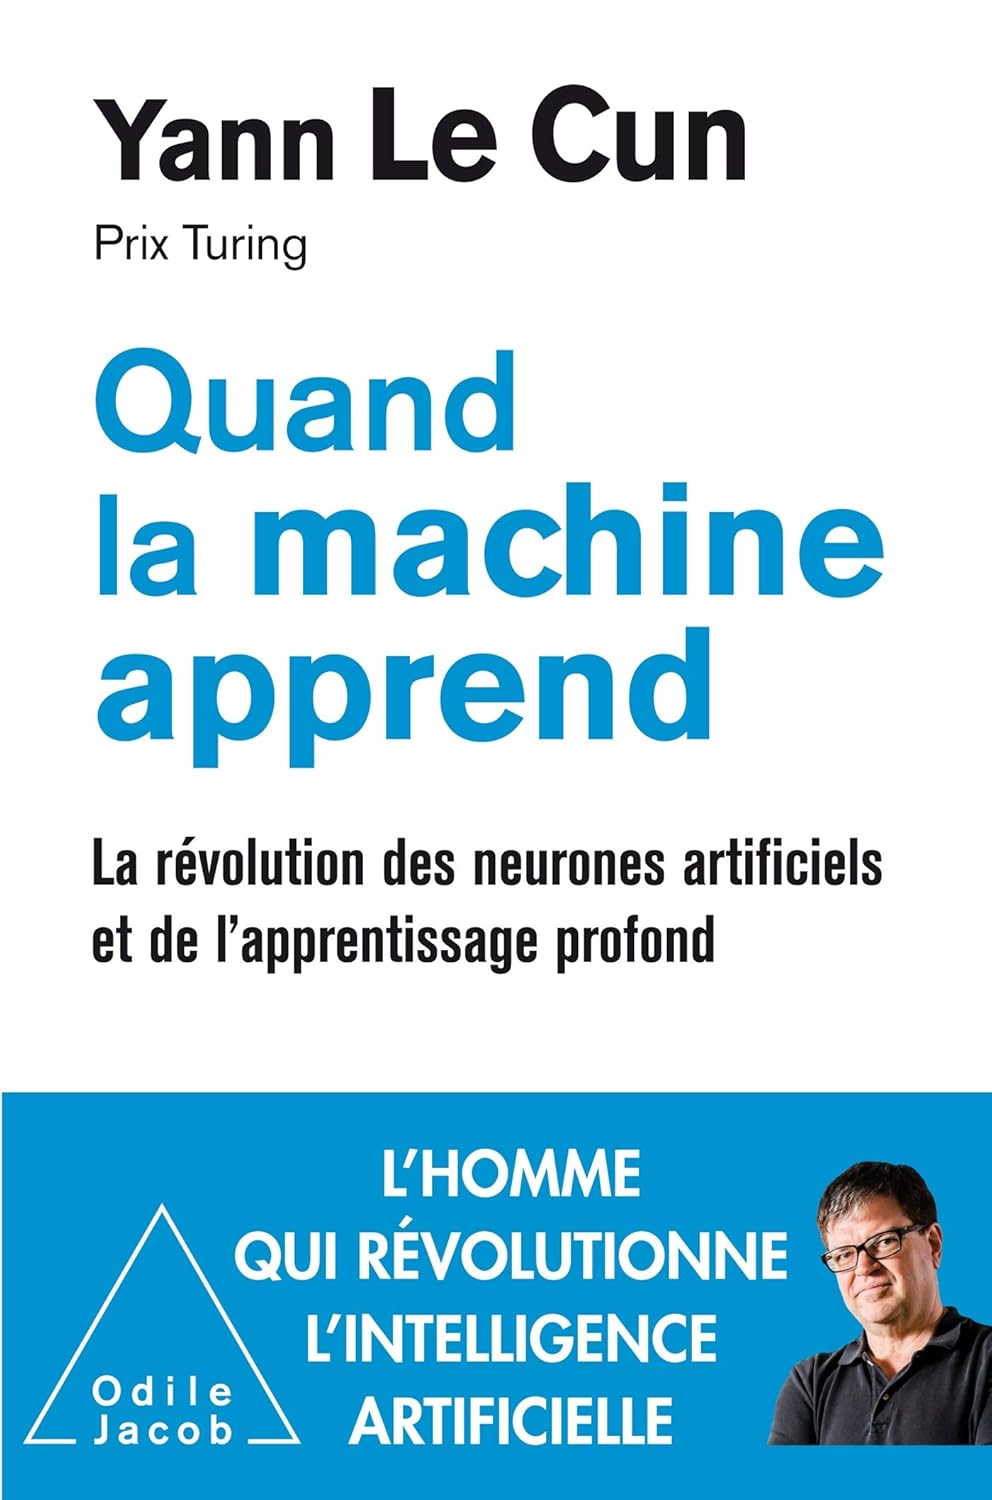 Yann Le Cun
Prix Turing
Quand
la machine
apprend
La révolution des neurones artificiels
et de l’apprentissage profond
L’HOMME
QUI RÉVOLUTIONNE
L’INTELLIGENCE
ARTIFICIELLE
Odile
Jacob